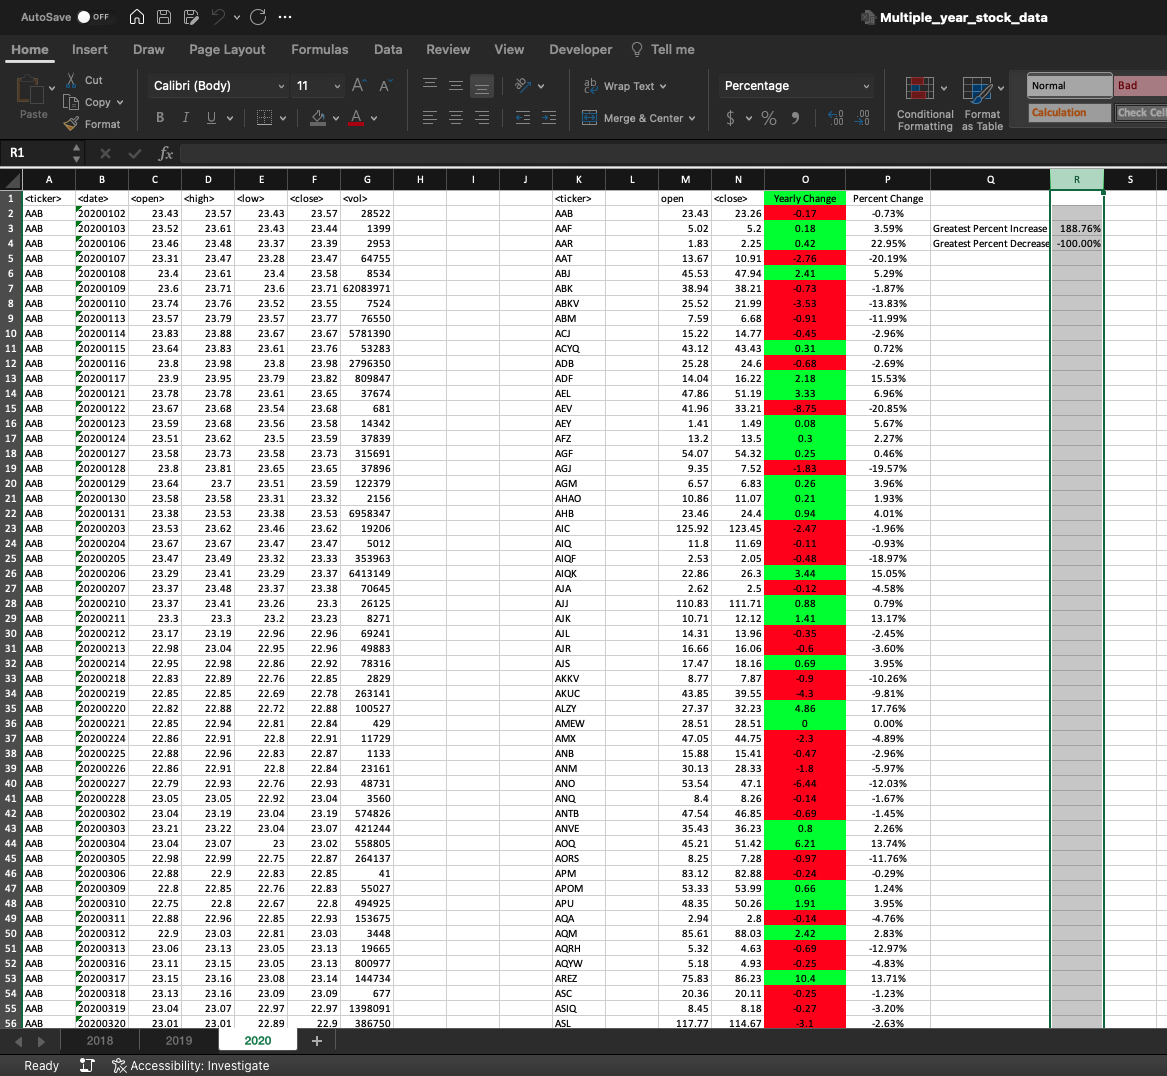 AutoSave OFF Multiple_year_stock_data
Home Insert Draw Page Layout Formulas Data Review View Developer Tell me
Paste Cut Copy Format Calibri (Body) 11 Wrap Text Merge & Center Percentage Conditional Formatting Format as Table Normal Bad Calculation Check Cell
R1 fx
A B C D E F G H I J K L M N O P Q R S
1 <ticker> <date> <open> <high> <low> <close> <vol> <ticker> open <close> Yearly Change Percent Change
2 AAB 20200102 23.43 23.57 23.43 23.57 28522 AAB 23.43 23.26 -0.17 -0.73%
3 AAB 20200103 23.52 23.61 23.43 23.44 1399 AAF 5.02 5.2 0.18 3.59% Greatest Percent Increase 188.76%
4 AAB 20200106 23.46 23.48 23.37 23.39 2953 AAR 1.83 2.25 0.42 22.95% Greatest Percent Decrease -100.00%
5 AAB 20200107 23.31 23.47 23.28 23.47 64755 AAT 13.67 10.91 -2.76 -20.19%
6 AAB 20200108 23.4 23.61 23.4 23.58 8534 ABJ 45.53 47.94 2.41 5.29%
7 AAB 20200109 23.6 23.71 23.6 23.71 62083971 ABK 38.94 38.21 -0.73 -1.87%
8 AAB 20200110 23.74 23.76 23.52 23.55 7524 ABKV 25.52 21.99 -3.53 -13.83%
9 AAB 20200113 23.57 23.79 23.57 23.77 76550 ABM 7.59 6.68 -0.91 -11.99%
10 AAB 20200114 23.83 23.88 23.67 23.67 5781390 ACJ 15.22 14.77 -0.45 -2.96%
11 AAB 20200115 23.64 23.83 23.61 23.76 53283 ACYQ 43.12 43.43 0.31 0.72%
12 AAB 20200116 23.8 23.98 23.8 23.98 2796350 ADB 25.28 24.6 -0.68 -2.69%
13 AAB 20200117 23.9 23.95 23.79 23.82 809847 ADF 14.04 16.22 2.18 15.53%
14 AAB 20200121 23.78 23.78 23.61 23.65 37674 AEL 47.86 51.19 3.33 6.96%
15 AAB 20200122 23.67 23.68 23.54 23.68 681 AEV 41.96 33.21 -8.75 -20.85%
16 AAB 20200123 23.59 23.68 23.56 23.58 14342 AEY 1.41 1.49 0.08 5.67%
17 AAB 20200124 23.51 23.62 23.5 23.59 37839 AFZ 13.2 13.5 0.3 2.27%
18 AAB 20200127 23.58 23.73 23.58 23.73 315691 AGF 54.07 54.32 0.25 0.46%
19 AAB 20200128 23.8 23.81 23.65 23.65 37896 AGJ 9.35 7.52 -1.83 -19.57%
20 AAB 20200129 23.64 23.7 23.51 23.59 122379 AGM 6.57 6.83 0.26 3.96%
21 AAB 20200130 23.58 23.58 23.31 23.32 2156 AHAO 10.86 11.07 0.21 1.93%
22 AAB 20200131 23.38 23.53 23.38 23.53 6958347 AHB 23.46 24.4 0.94 4.01%
23 AAB 20200203 23.53 23.62 23.46 23.62 19206 AIC 125.92 123.45 -2.47 -1.96%
24 AAB 20200204 23.67 23.67 23.47 23.47 5012 AIQ 11.8 11.69 -0.11 -0.93%
25 AAB 20200205 23.47 23.49 23.32 23.33 353963 AIQF 2.53 2.05 -0.48 -18.97%
26 AAB 20200206 23.29 23.41 23.29 23.37 6413149 AIQK 22.86 26.3 3.44 15.05%
27 AAB 20200207 23.37 23.48 23.37 23.38 70645 AJA 2.62 2.5 -0.12 -4.58%
28 AAB 20200210 23.37 23.41 23.26 23.3 26125 AJJ 110.83 111.71 0.88 0.79%
29 AAB 20200211 23.3 23.3 23.2 23.23 8271 AJK 10.71 12.12 1.41 13.17%
30 AAB 20200212 23.17 23.19 22.96 22.96 69241 AJL 14.31 13.96 -0.35 -2.45%
31 AAB 20200213 22.98 23.04 22.95 22.96 49883 AJR 16.66 16.06 -0.6 -3.60%
32 AAB 20200214 22.95 22.98 22.86 22.92 78316 AJS 17.47 18.16 0.69 3.95%
33 AAB 20200218 22.83 22.89 22.76 22.85 2829 AKKV 8.77 7.87 -0.9 -10.26%
34 AAB 20200219 22.85 22.85 22.69 22.78 263141 AKUC 43.85 39.55 -4.3 -9.81%
35 AAB 20200220 22.82 22.88 22.72 22.88 100527 ALZY 27.37 32.23 4.86 17.76%
36 AAB 20200221 22.85 22.94 22.81 22.84 429 AMEW 28.51 28.51 0 0.00%
37 AAB 20200224 22.86 22.91 22.8 22.91 11729 AMX 47.05 44.75 -2.3 -4.89%
38 AAB 20200225 22.88 22.96 22.83 22.87 1133 ANB 15.88 15.41 -0.47 -2.96%
39 AAB 20200226 22.86 22.91 22.8 22.84 23161 ANM 30.13 28.33 -1.8 -5.97%
40 AAB 20200227 22.79 22.93 22.76 22.93 48731 ANO 53.54 47.1 -6.44 -12.03%
41 AAB 20200228 23.05 23.05 22.92 23.04 3560 ANQ 8.4 8.26 -0.14 -1.67%
42 AAB 20200302 23.04 23.19 23.04 23.19 574826 ANTB 47.54 46.85 -0.69 -1.45%
43 AAB 20200303 23.21 23.22 23.04 23.07 421244 ANVE 35.43 36.23 0.8 2.26%
44 AAB 20200304 23.04 23.07 23 23.02 558805 AOQ 45.21 51.42 6.21 13.74%
45 AAB 20200305 22.98 22.99 22.75 22.87 264137 AORS 8.25 7.28 -0.97 -11.76%
46 AAB 20200306 22.88 22.9 22.83 22.85 41 APM 83.12 82.88 -0.24 -0.29%
47 AAB 20200309 22.8 22.85 22.76 22.83 55027 APOM 53.33 53.99 0.66 1.24%
48 AAB 20200310 22.75 22.8 22.67 22.8 494925 APU 48.35 50.26 1.91 3.95%
49 AAB 20200311 22.88 22.96 22.85 22.93 153675 AQA 2.94 2.8 -0.14 -4.76%
50 AAB 20200312 22.9 23.03 22.81 23.03 3448 AQM 85.61 88.03 2.42 2.83%
51 AAB 20200313 23.06 23.13 23.05 23.13 19665 AQRH 5.32 4.63 -0.69 -12.97%
52 AAB 20200316 23.11 23.15 23.05 23.13 800977 AQYW 5.18 4.93 -0.25 -4.83%
53 AAB 20200317 23.15 23.16 23.08 23.14 144734 AREZ 75.83 86.23 10.4 13.71%
54 AAB 20200318 23.13 23.16 23.09 23.09 677 ASC 20.36 20.11 -0.25 -1.23%
55 AAB 20200319 23.04 23.07 22.97 22.97 1398091 ASIQ 8.45 8.18 -0.27 -3.20%
56 AAB 20200320 23.01 23.01 22.89 22.9 386750 ASL 117.77 114.67 -3.1 -2.63%
2018 2019 2020 +
Ready Accessibility: Investigate